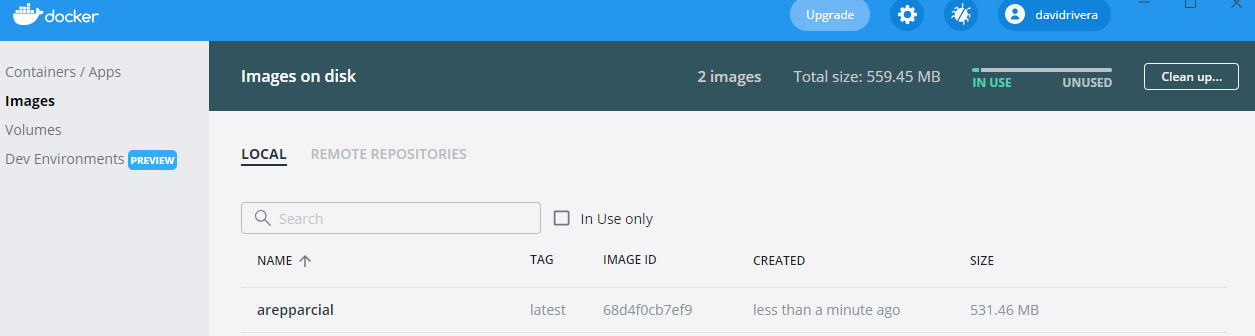 docker
Upgrade
davidrivera
Containers / Apps
Images
Volumes
Dev Environments PREVIEW
Images on disk
2 images
Total size: 559.45 MB
IN USE UNUSED
Clean up...
LOCAL REMOTE REPOSITORIES
Search
In Use only
NAME TAG IMAGE ID CREATED SIZE
arepparcial latest 68d4f0cb7ef9 less than a minute ago 531.46 MB